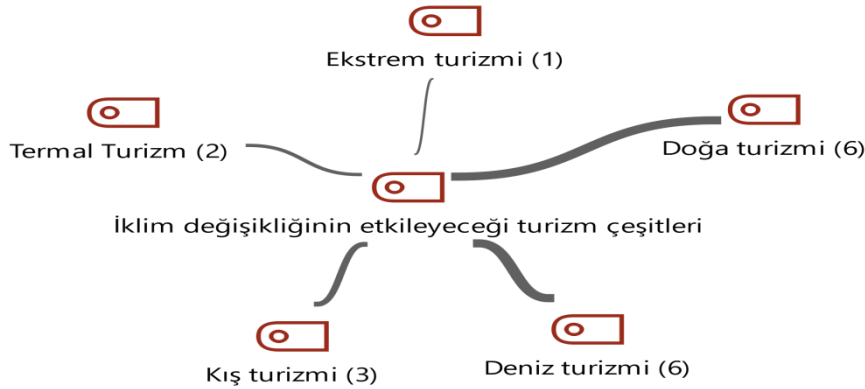 Ekstrem turizmi (1)
Termal Turizm (2)
Doğa turizmi (6)
İklim değişikliğinin etkileyeceği turizm çeşitleri
Kış turizmi (3)
Deniz turizmi (6)